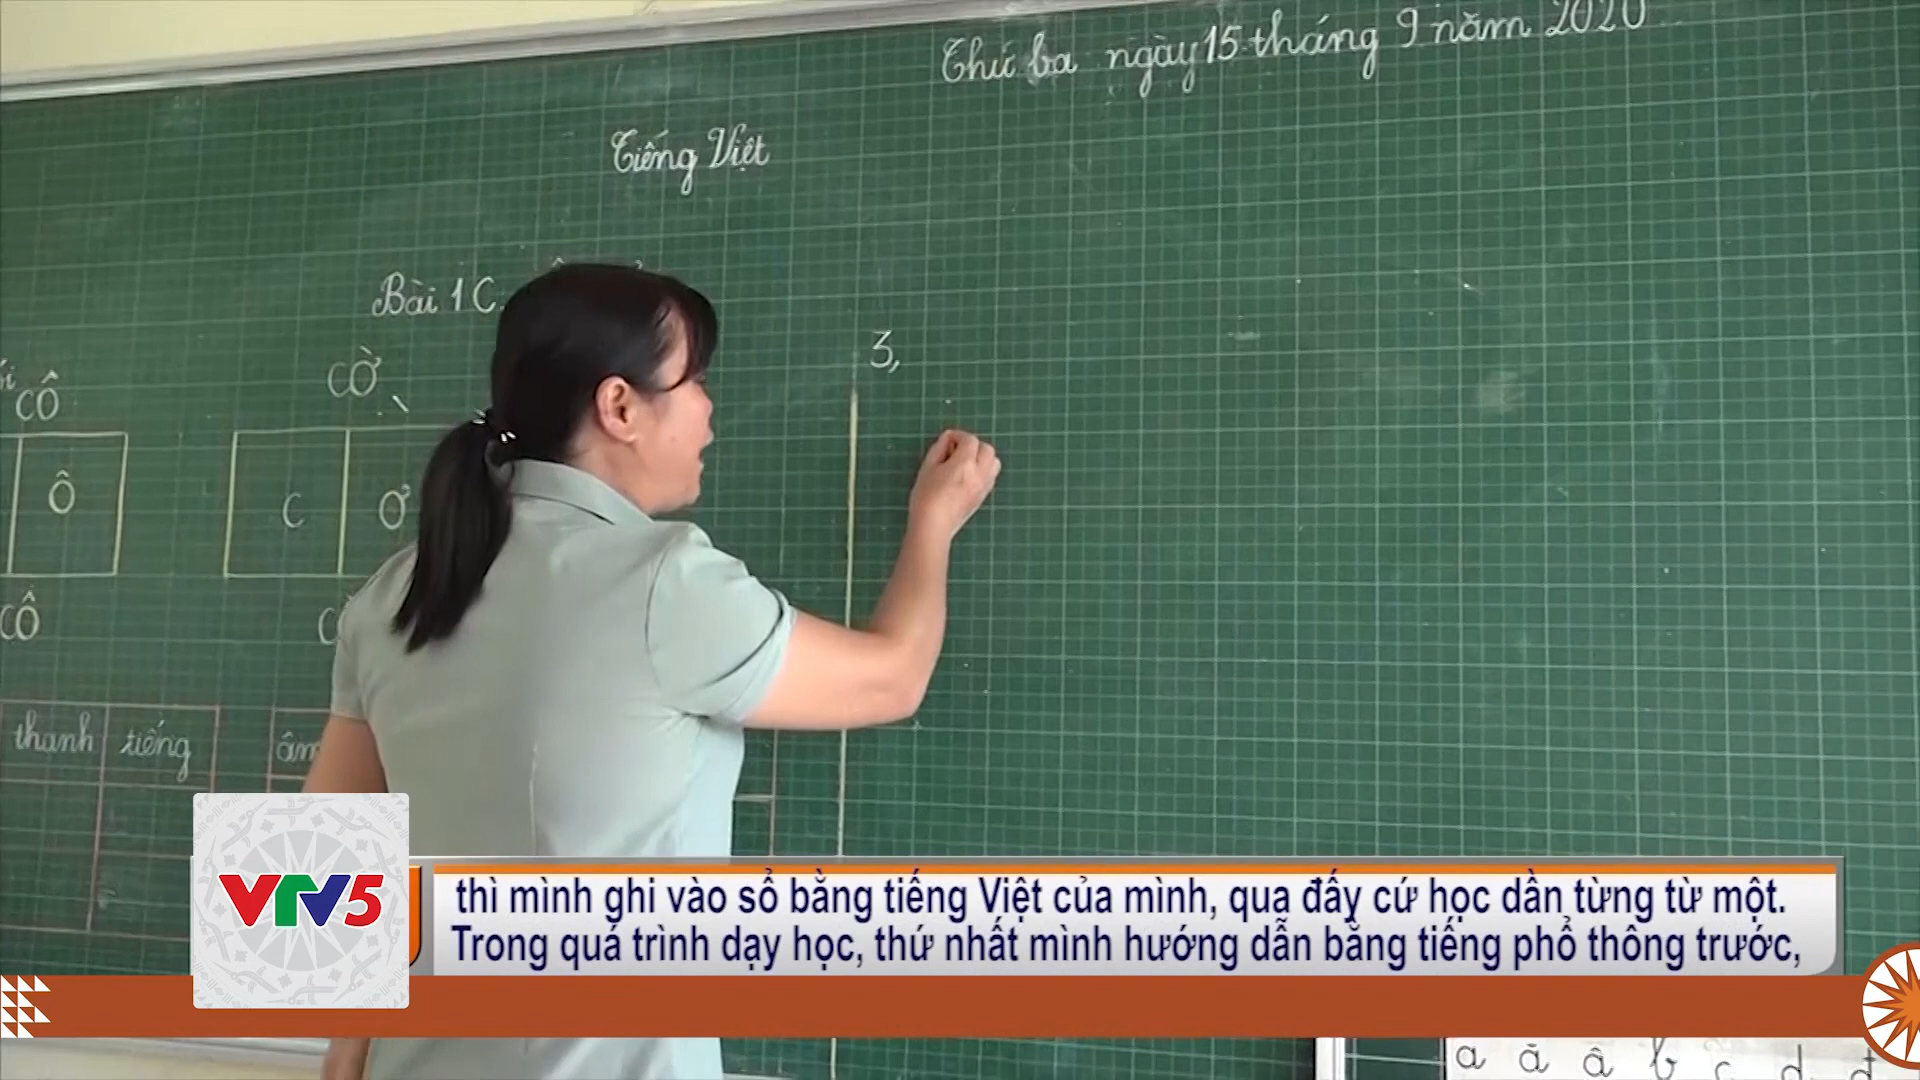 Thứ ba ngày 15 tháng 9 năm 2020
Tiếng Việt
Bài 1C.
3,
CÔ
CỜ
Ô
C
Ơ
CÔ
thanh
tiếng
âm
VTV5
thì mình ghi vào sổ bằng tiếng Việt của mình, qua đấy cứ học dần từng từ một.
Trong quá trình dạy học, thứ nhất mình hướng dẫn bằng tiếng phổ thông trước,
a ă â b c d đ